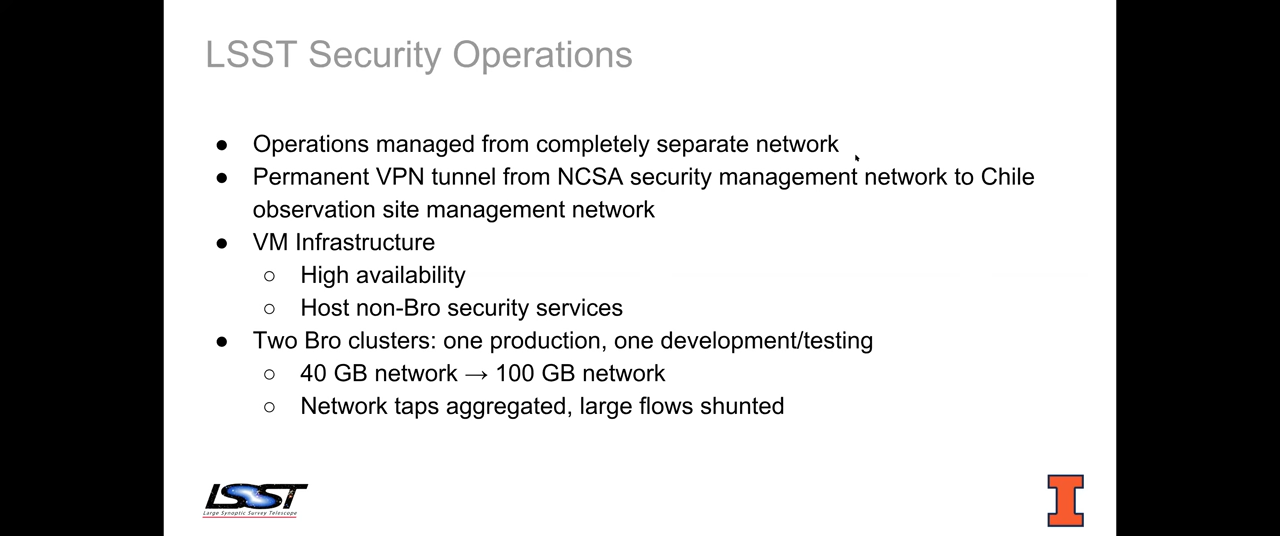 LSST Security Operations
● Operations managed from completely separate network
● Permanent VPN tunnel from NCSA security management network to Chile
observation site management network
● VM Infrastructure
○ High availability
○ Host non-Bro security services
● Two Bro clusters: one production, one development/testing
○ 40 GB network → 100 GB network
○ Network taps aggregated, large flows shunted
LSST
Large Synoptic Survey Telescope
I